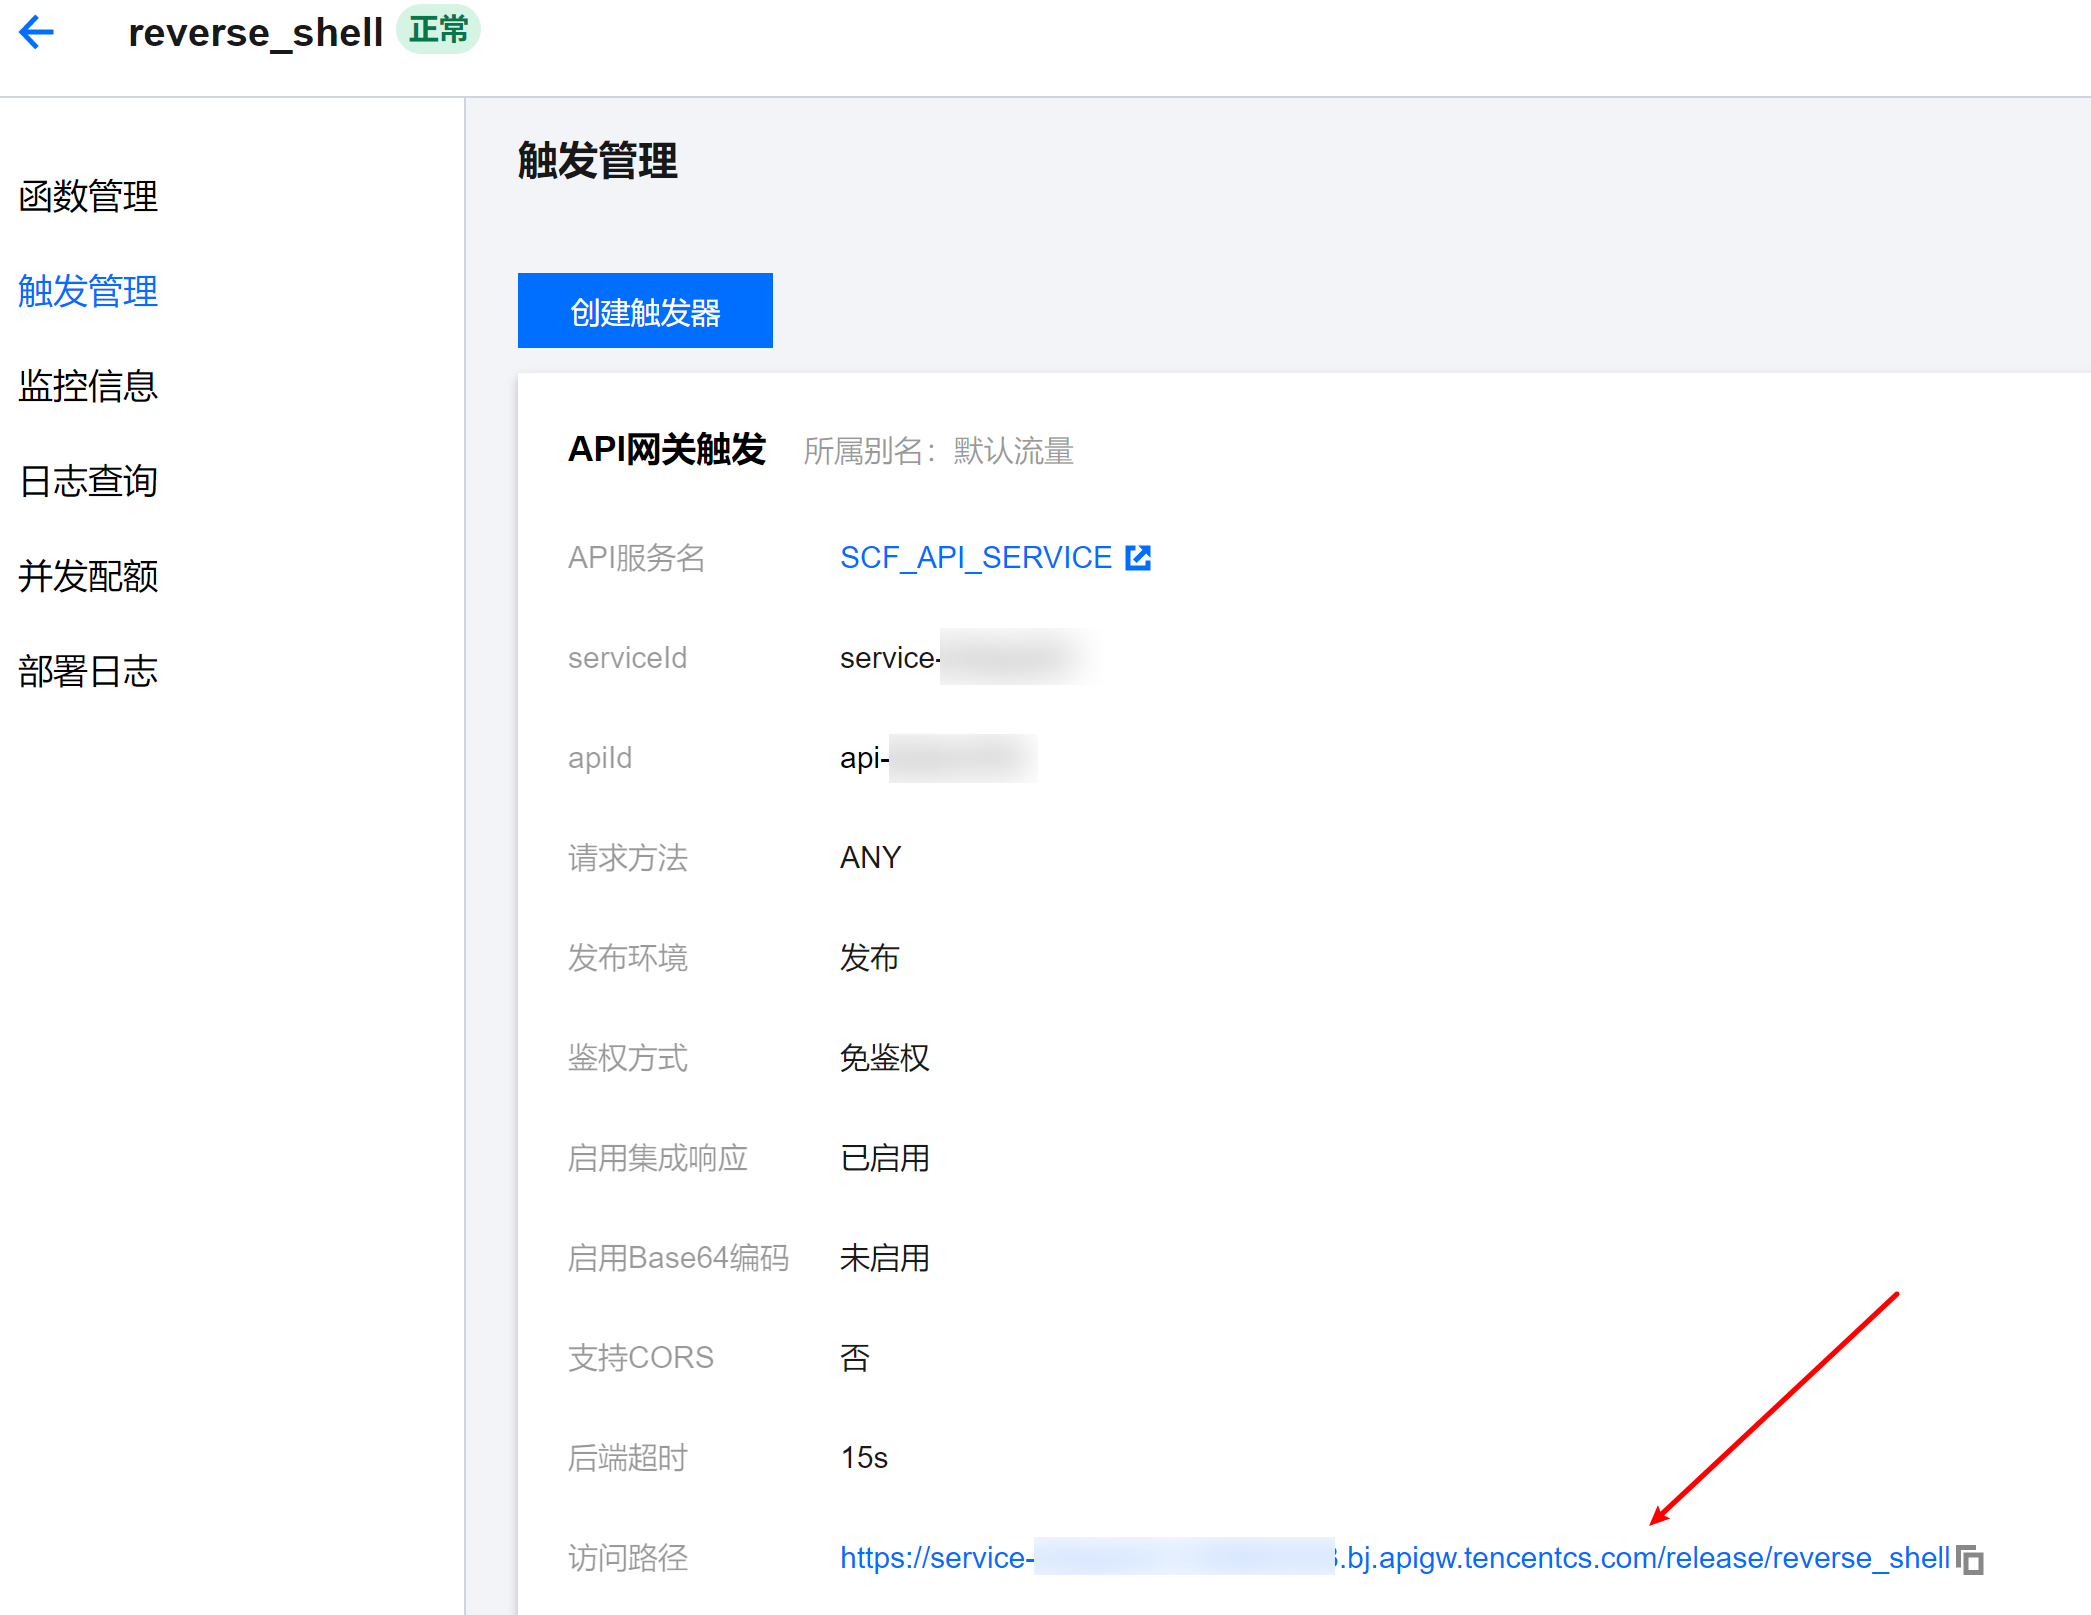 reverse_shell 正常
函数管理
触发管理
监控信息
日志查询
并发配额
部署日志
触发管理
创建触发器
API网关触发 所属别名：默认流量
API服务名 SCF_API_SERVICE
serviceId service-
apiId api-
请求方法 ANY
发布环境 发布
鉴权方式 免鉴权
启用集成响应 已启用
启用Base64编码 未启用
支持CORS 否
后端超时 15s
访问路径 https://service-.bj.apigw.tencentcs.com/release/reverse_shell